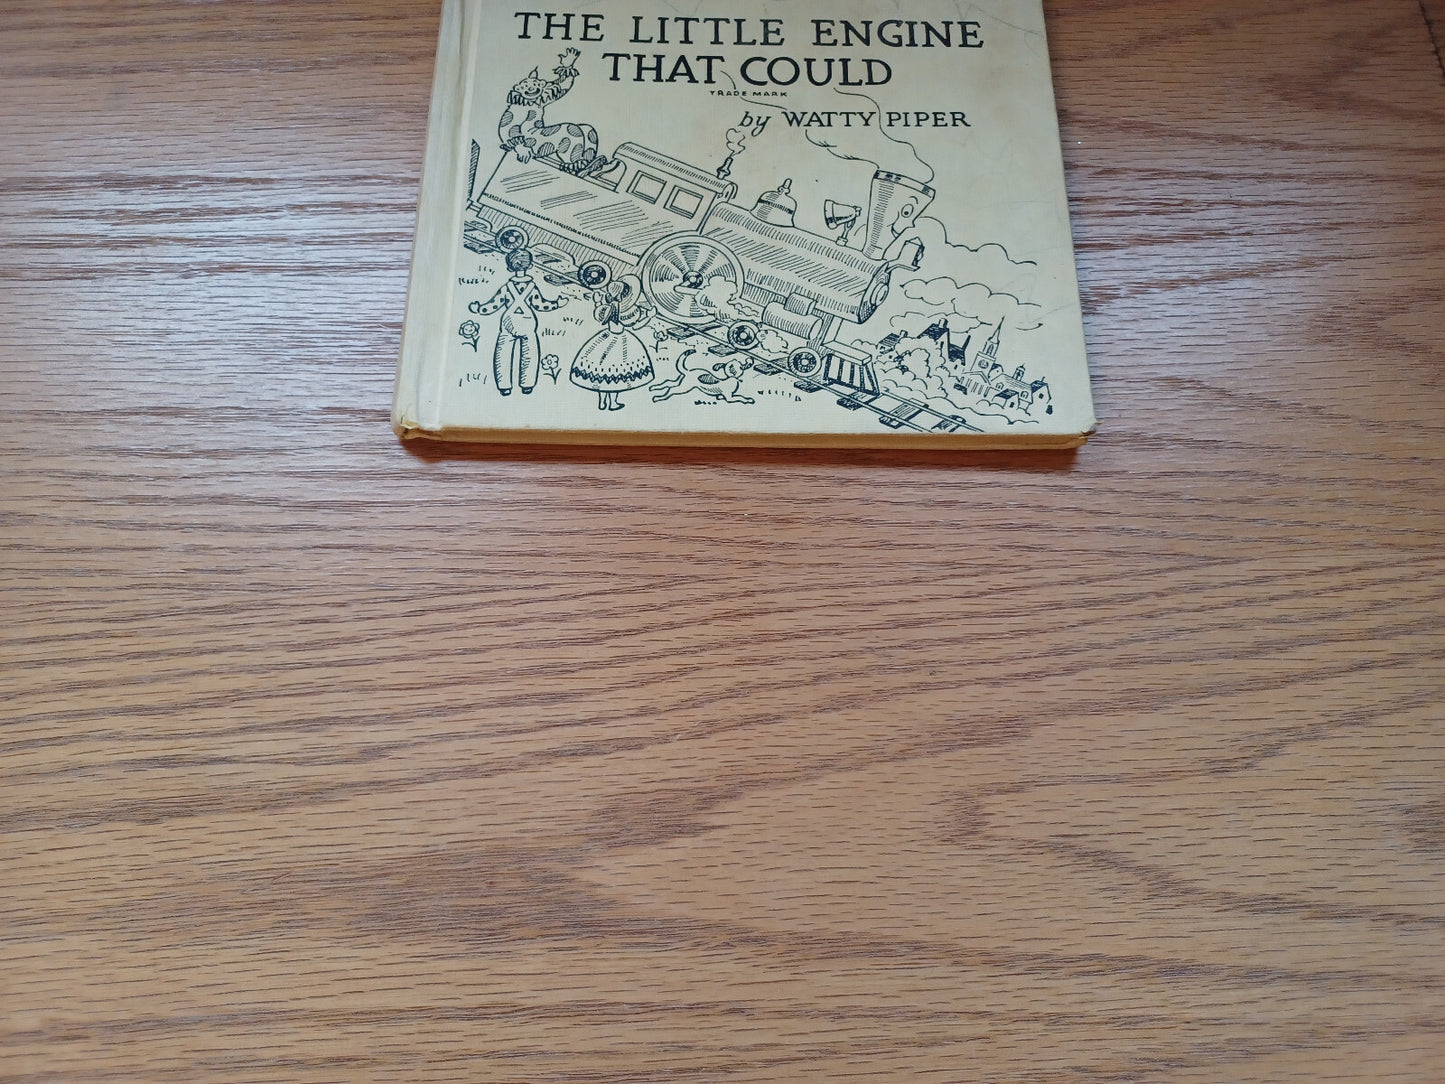 THE LITTLE ENGINE
THAT COULD
TRADE MARK
by WATTY PIPER